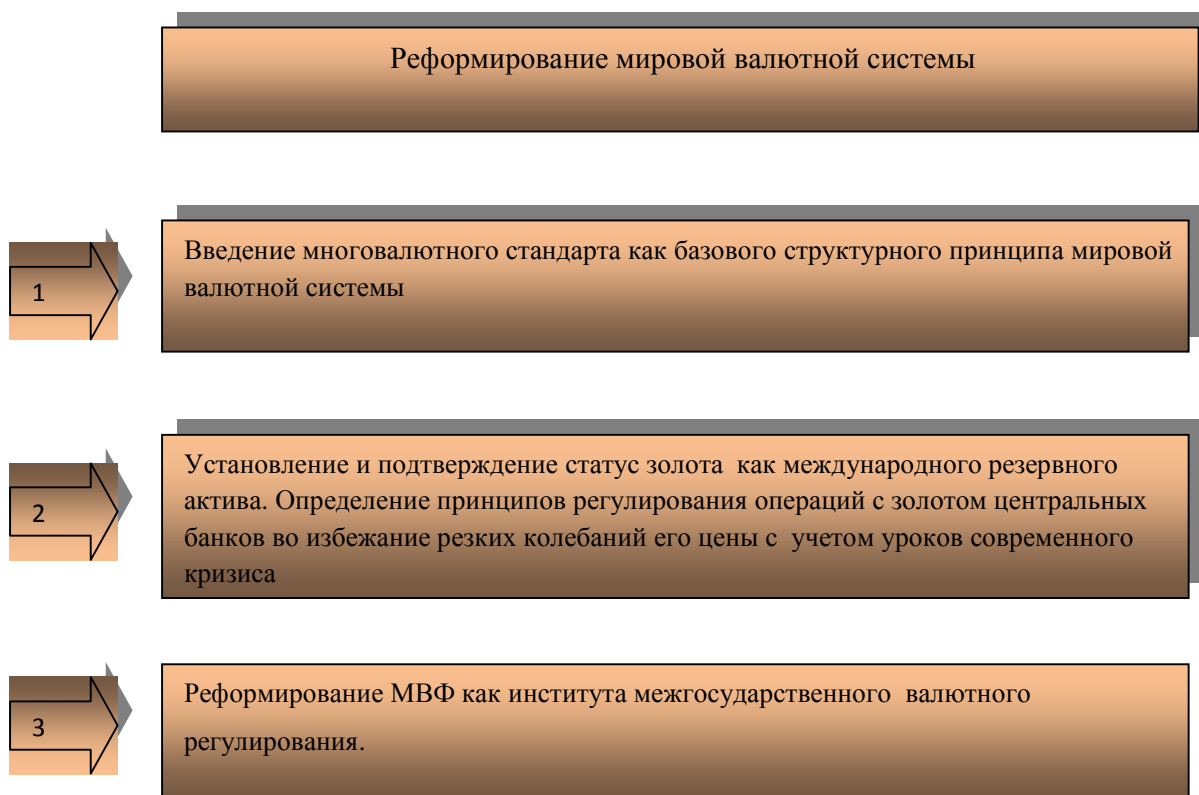 Реформирование мировой валютной системы
1
Введение многовалютного стандарта как базового структурного принципа мировой
валютной системы
2
Установление и подтверждение статус золота как международного резервного
актива. Определение принципов регулирования операций с золотом центральных
банков во избежание резких колебаний его цены с учетом уроков современного
кризиса
3
Реформирование МВФ как института межгосударственного валютного
регулирования.